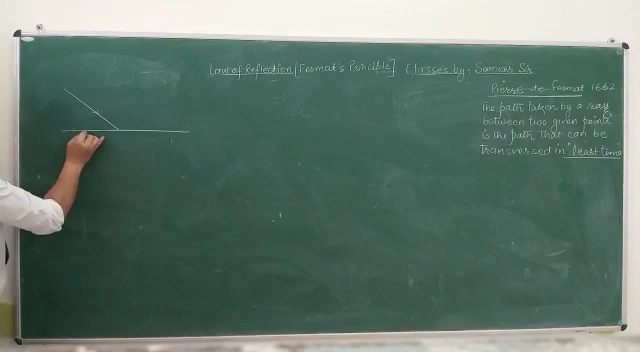 Law of Reflection [Fermat's Principle] Classes by: Sameer Sir
Pierre-de-Fermat 1662
The path taken by a ray
between two given points
is the path that can be
transversed in "least time"